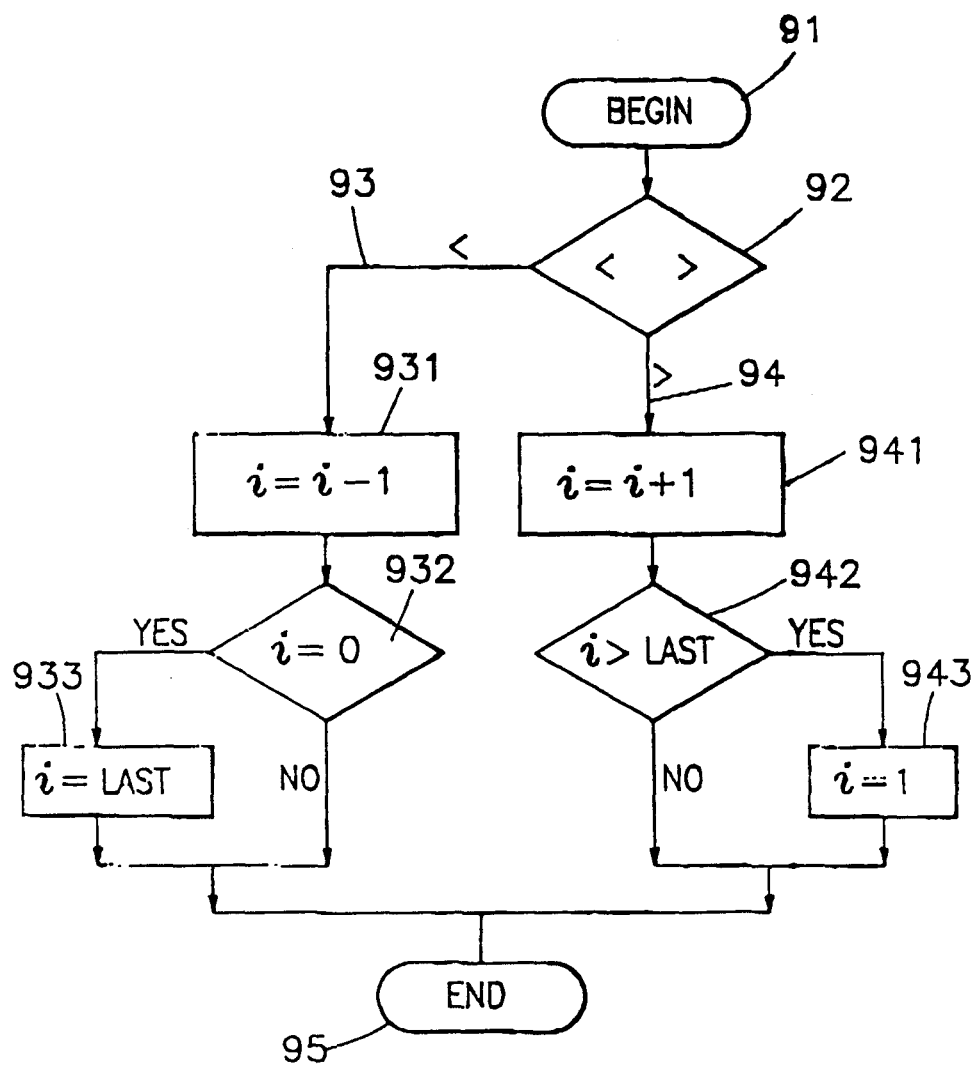 91
BEGIN
93
92
<
< >
931
>
94
i = i - 1
i = i + 1
941
932
942
YES
i = 0
i > LAST
YES
933
943
i = LAST
NO
NO
i = 1
END
95